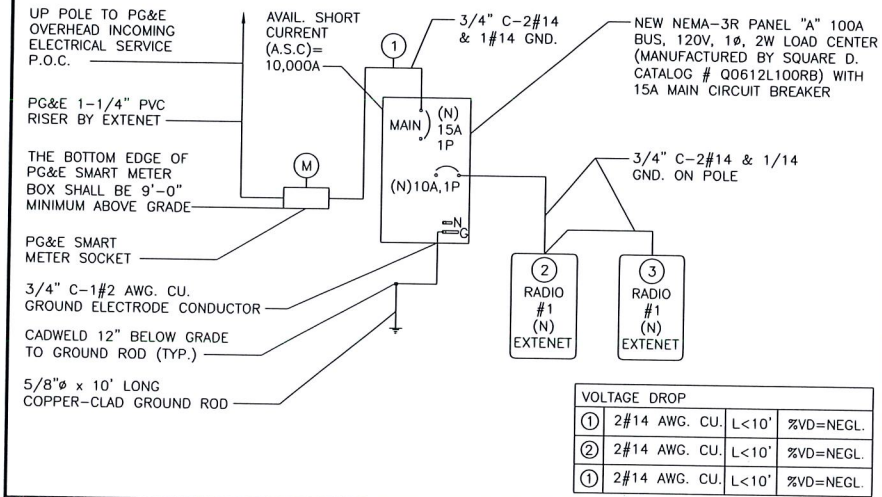 UP POLE TO PG&E
OVERHEAD INCOMING
ELECTRICAL SERVICE
P.O.C.
PG&E 1-1/4" PVC
RISER BY EXTENET
THE BOTTOM EDGE OF
PG&E SMART METER
BOX SHALL BE 9'-0"
MINIMUM ABOVE GRADE
PG&E SMART
METER SOCKET
3/4" C-1#2 AWG. CU.
GROUND ELECTRODE CONDUCTOR
CADWELD 12" BELOW GRADE
TO GROUND ROD (TYP.)
5/8"ø x 10' LONG
COPPER-CLAD GROUND ROD
M
AVAIL. SHORT
CURRENT
(A.S.C)=
10,000A
1
3/4" C-2#14
& 1#14 GND.
MAIN
(N)
15A
1P
(N)10A,1P
N
G
NEW NEMA-3R PANEL "A" 100A
BUS, 120V, 1ø, 2W LOAD CENTER
(MANUFACTURED BY SQUARE D.
CATALOG # QO612L100RB) WITH
15A MAIN CIRCUIT BREAKER
3/4" C-2#14 & 1/14
GND. ON POLE
2
RADIO
#1
(N)
EXTENET
3
RADIO
#1
(N)
EXTENET
VOLTAGE DROP
1 2#14 AWG. CU. L<10' %VD=NEGL.
2 2#14 AWG. CU. L<10' %VD=NEGL.
1 2#14 AWG. CU. L<10' %VD=NEGL.